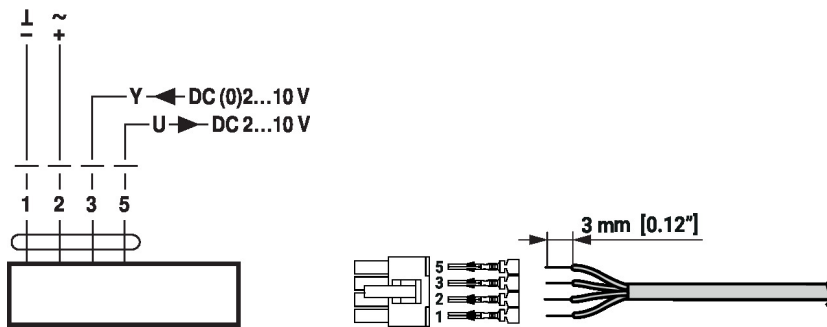 ⊥ ~
– +
Y DC (0)2...10 V
U DC 2...10 V
1 2 3 5
3 mm [0.12"]
5
3
2
1